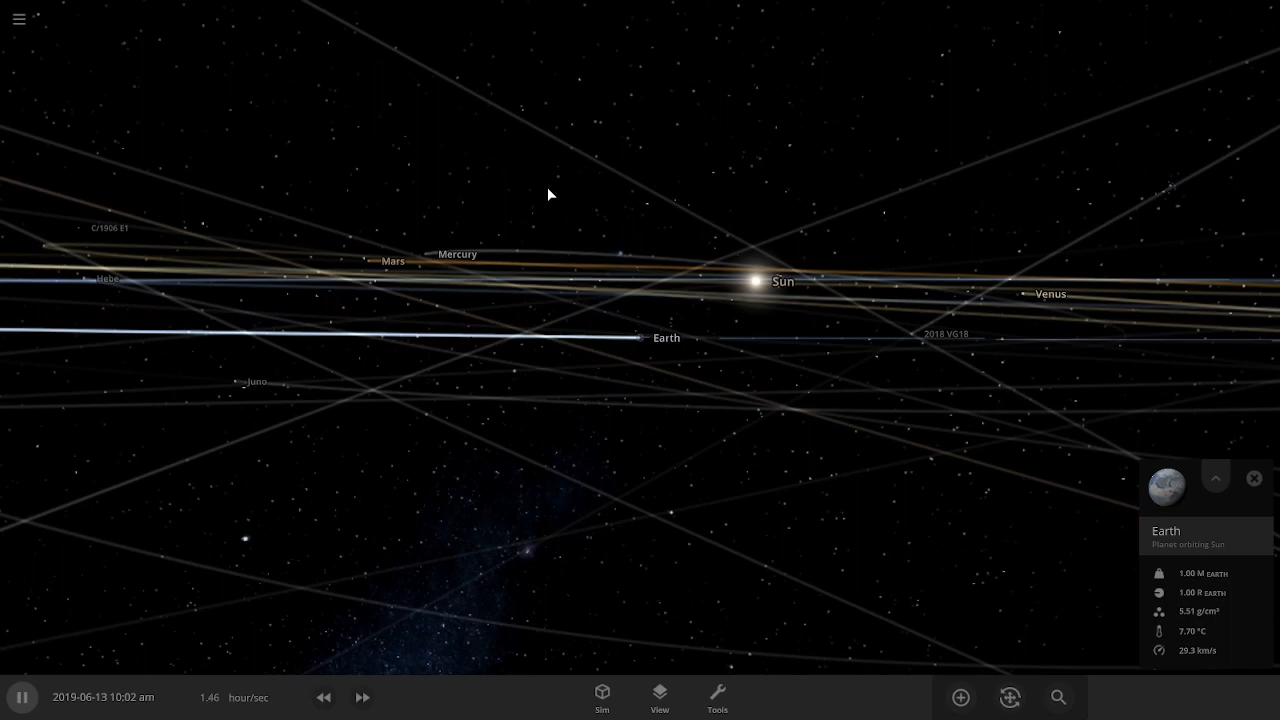 C/1906 E1
Mercury
Mars
Hebe
Sun
Venus
2018 VG18
Earth
Juno
Earth
Planet orbiting Sun
1.00 M EARTH
1.00 R EARTH
5.51 g/cm³
7.70 °C
29.3 km/s
2019-06-13 10:02 am
1.46 hour/sec
Sim
View
Tools